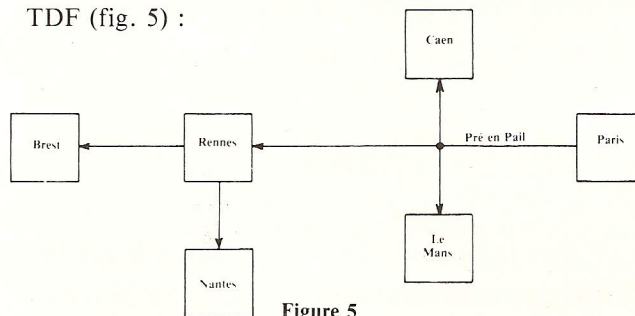 TDF (fig. 5) :
Caen
Brest
Rennes
Pré en Pail
Paris
Le
Mans
Nantes
Figure 5